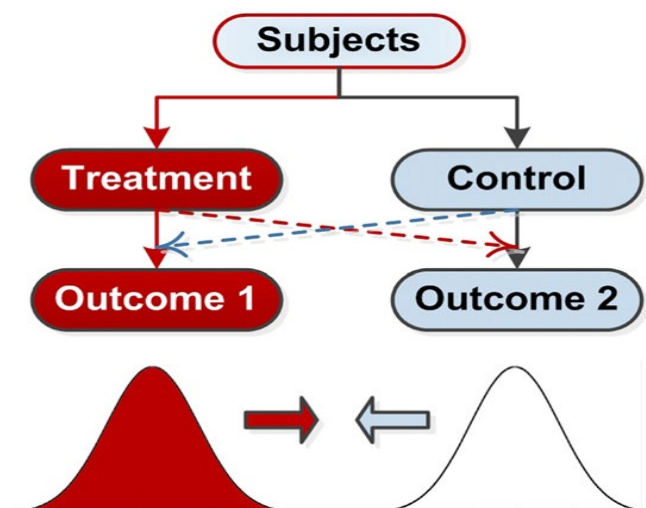 Subjects
Treatment
Control
Outcome 1
Outcome 2